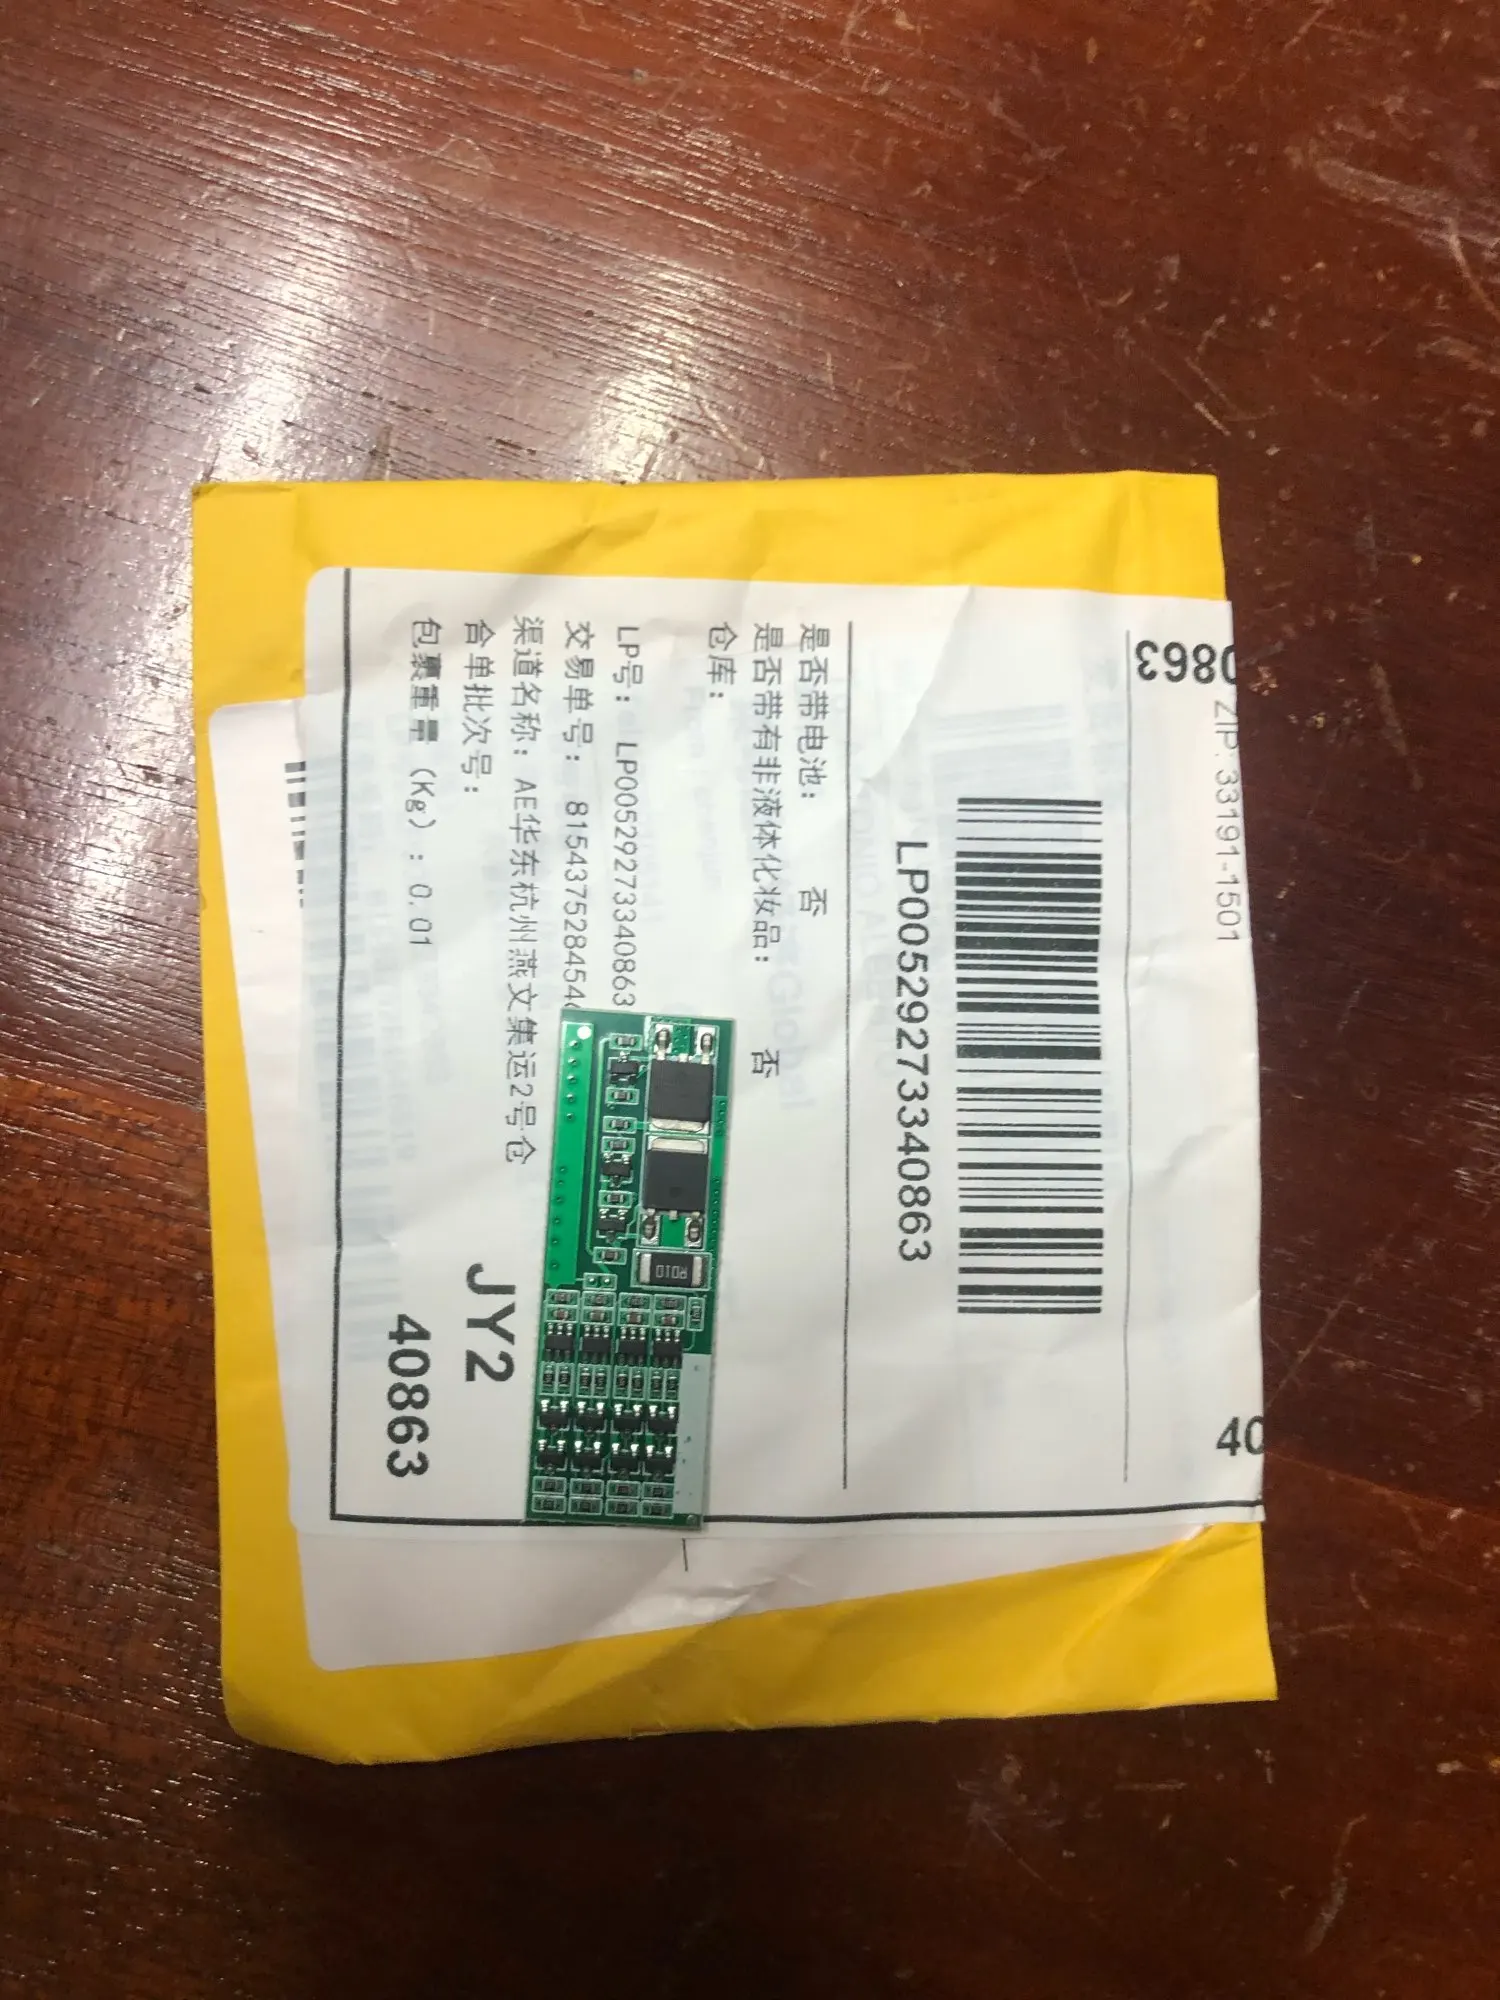 0863
ZIP: 33191-1501
LP00529273340863
40
是否带电池： 否
是否带有非液体化妆品： 否
仓库：
LP号： LP00529273340863
交易单号： 815437528454
渠道名称： AE华东杭州燕文集运2号仓
合单批次号：
JY2
包裹重量（Kg）: 0.01
40863
R010